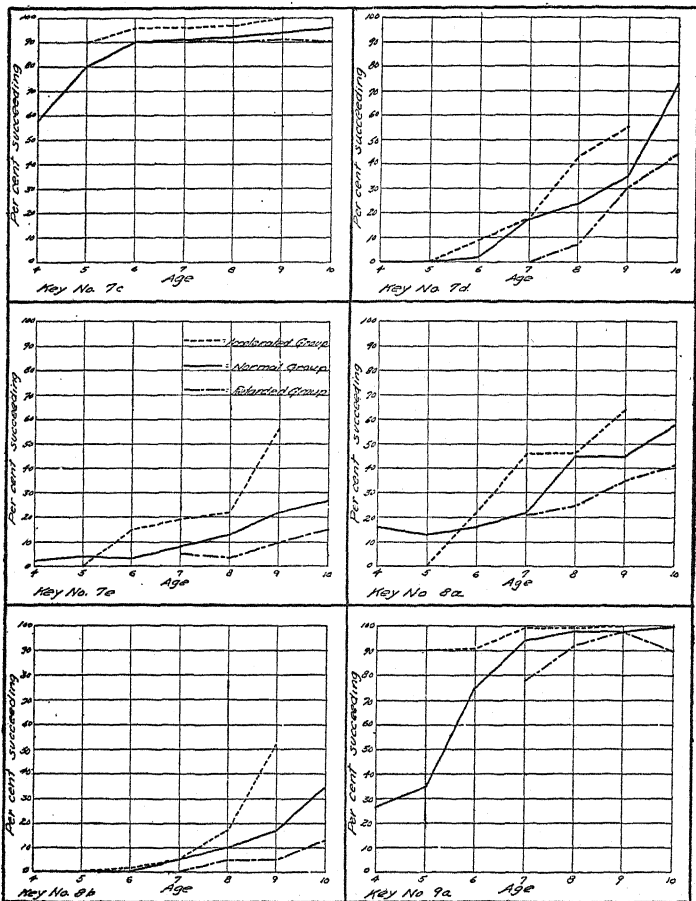 100
90
80
70
60
50
40
30
20
10
0
Per cent succeeding
4 5 6 7 8 9 10
Age
Key No. 7c
100
90
80
70
60
50
40
30
20
10
0
Per cent succeeding
4 5 6 7 8 9 10
Age
Key No. 7d
100
90
80
70
60
50
40
30
20
10
0
Per cent succeeding
Accelerated Group
Normal Group
Retarded Group
4 5 6 7 8 9 10
Age
Key No. 7e
100
90
80
70
60
50
40
30
20
10
0
Per cent succeeding
4 5 6 7 8 9 10
Age
Key No. 8a
100
90
80
70
60
50
40
30
20
10
0
Per cent succeeding
4 5 6 7 8 9 10
Age
Key No. 8b
100
90
80
70
60
50
40
30
20
10
0
Per cent succeeding
4 5 6 7 8 9 10
Age
Key No. 9a